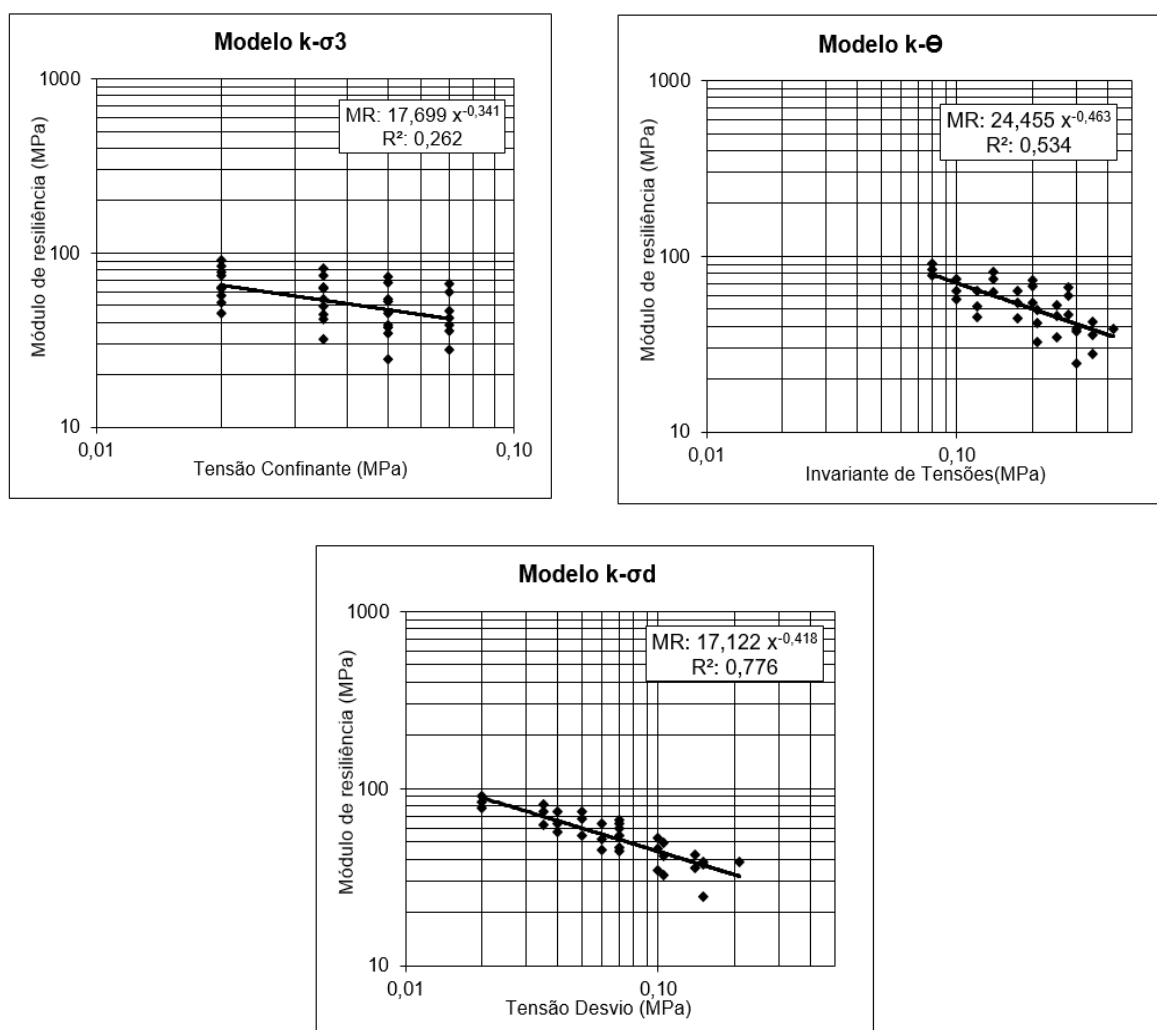 Modelo k-σ3
Módulo de resiliência (MPa)
1000
100
10
MR: 17,699 x-0,341
R²: 0,262
0,01
0,10
Tensão Confinante (MPa)
Modelo k-Ɵ
Módulo de resiliência (MPa)
1000
100
10
MR: 24,455 x-0,463
R²: 0,534
0,01
0,10
Invariante de Tensões(MPa)
Modelo k-σd
Módulo de resiliência (MPa)
1000
100
10
MR: 17,122 x-0,418
R²: 0,776
0,01
0,10
Tensão Desvio (MPa)